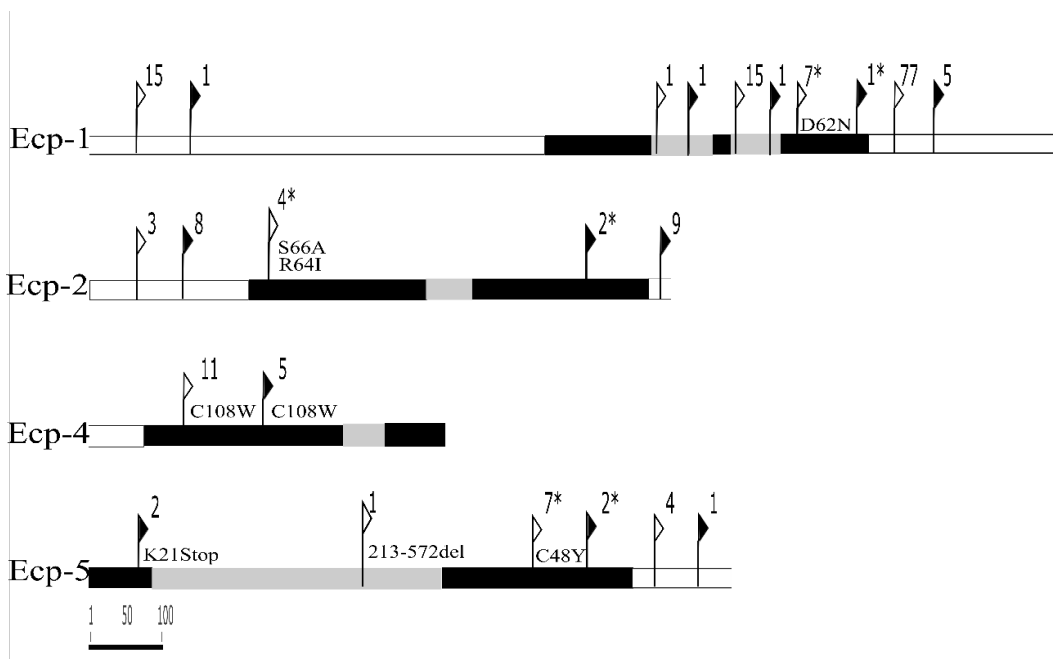 15 1 1 1 15 1 7* 1* 77 5
Ecp-1 D62N
3 8 4* 2* 9
S66A
R64I
Ecp-2
11 5
C108W C108W
Ecp-4
2 1 7* 2* 4 1
K21Stop 213-572del C48Y
Ecp-5
1 50 100